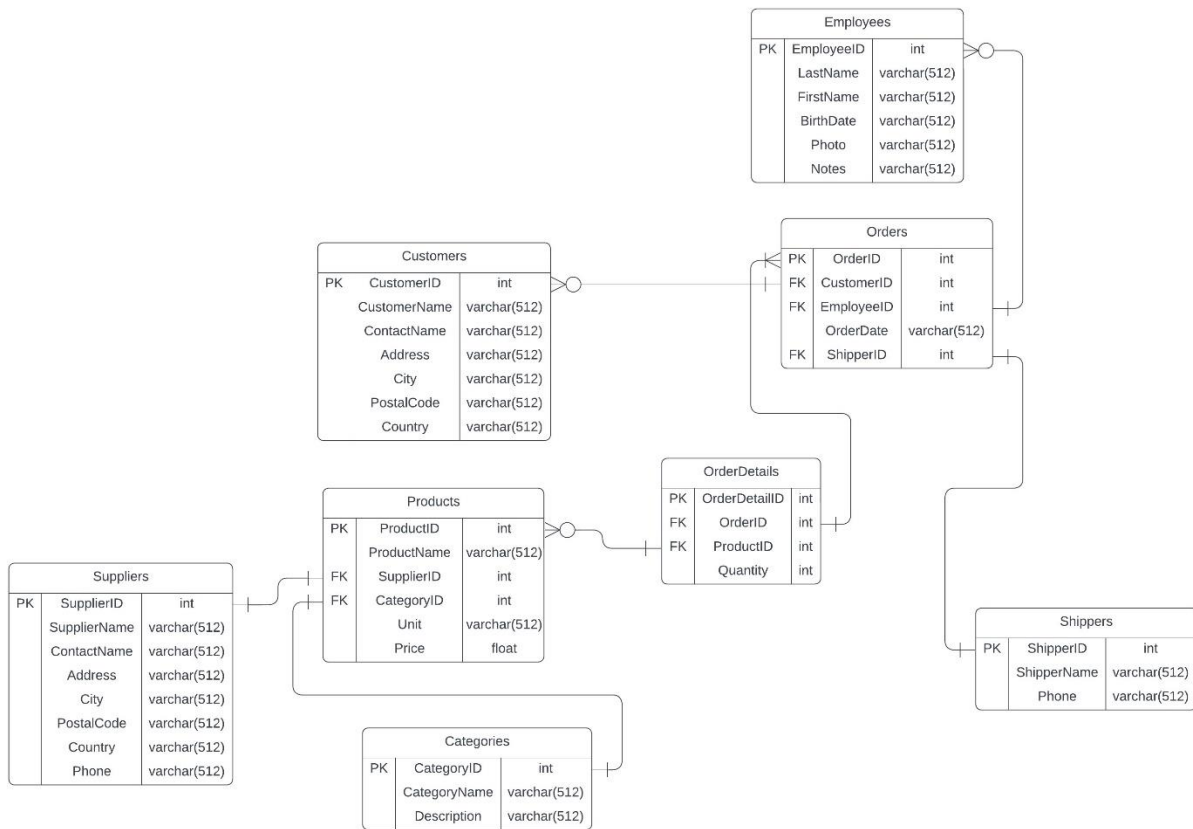 Employees
PK EmployeeID int
LastName varchar(512)
FirstName varchar(512)
BirthDate varchar(512)
Photo varchar(512)
Notes varchar(512)
Orders
PK OrderID int
FK CustomerID int
FK EmployeeID int
OrderDate varchar(512)
FK ShipperID int
Customers
PK CustomerID int
CustomerName varchar(512)
ContactName varchar(512)
Address varchar(512)
City varchar(512)
PostalCode varchar(512)
Country varchar(512)
OrderDetails
PK OrderDetailID int
FK OrderID int
FK ProductID int
Quantity int
Products
PK ProductID int
ProductName varchar(512)
FK SupplierID int
FK CategoryID int
Unit varchar(512)
Price float
Suppliers
PK SupplierID int
SupplierName varchar(512)
ContactName varchar(512)
Address varchar(512)
City varchar(512)
PostalCode varchar(512)
Country varchar(512)
Phone varchar(512)
Shippers
PK ShipperID int
ShipperName varchar(512)
Phone varchar(512)
Categories
PK CategoryID int
CategoryName varchar(512)
Description varchar(512)